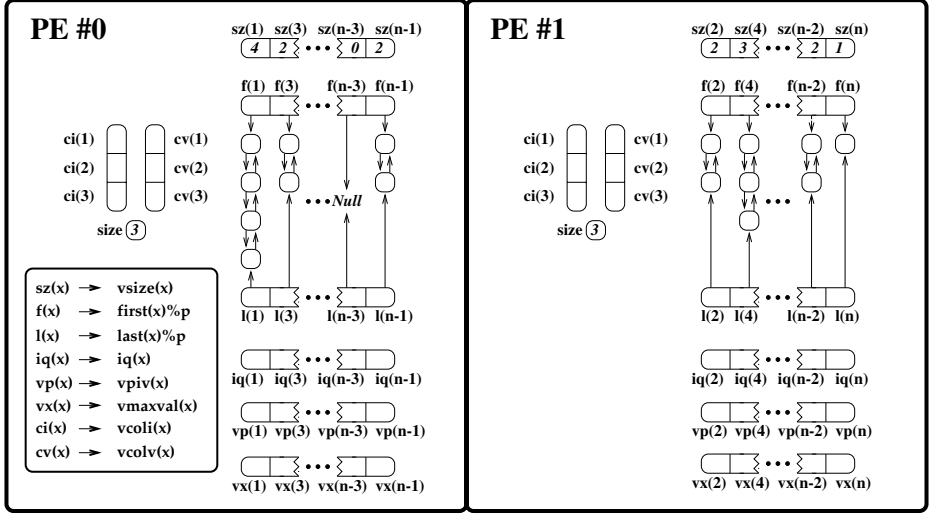 PE #0
sz(1) sz(3) sz(n-3) sz(n-1)
4 2 ••• 0 2
f(1) f(3) f(n-3) f(n-1)
•••
ci(1) cv(1)
ci(2) cv(2)
ci(3) cv(3)
size 3
•••Null
sz(x) → vsize(x)
f(x) → first(x)%p
l(x) → last(x)%p
iq(x) → iq(x)
vp(x) → vpiv(x)
vx(x) → vmaxval(x)
ci(x) → vcoli(x)
cv(x) → vcolv(x)
•••
l(1) l(3) l(n-3) l(n-1)
•••
iq(1) iq(3) iq(n-3) iq(n-1)
•••
vp(1) vp(3) vp(n-3) vp(n-1)
•••
vx(1) vx(3) vx(n-3) vx(n-1)
PE #1
sz(2) sz(4) sz(n-2) sz(n)
2 3 ••• 2 1
f(2) f(4) f(n-2) f(n)
•••
ci(1) cv(1)
ci(2) cv(2)
ci(3) cv(3)
size 3
•••
•••
l(2) l(4) l(n-2) l(n)
•••
iq(2) iq(4) iq(n-2) iq(n)
•••
vp(2) vp(4) vp(n-2) vp(n)
•••
vx(2) vx(4) vx(n-2) vx(n)